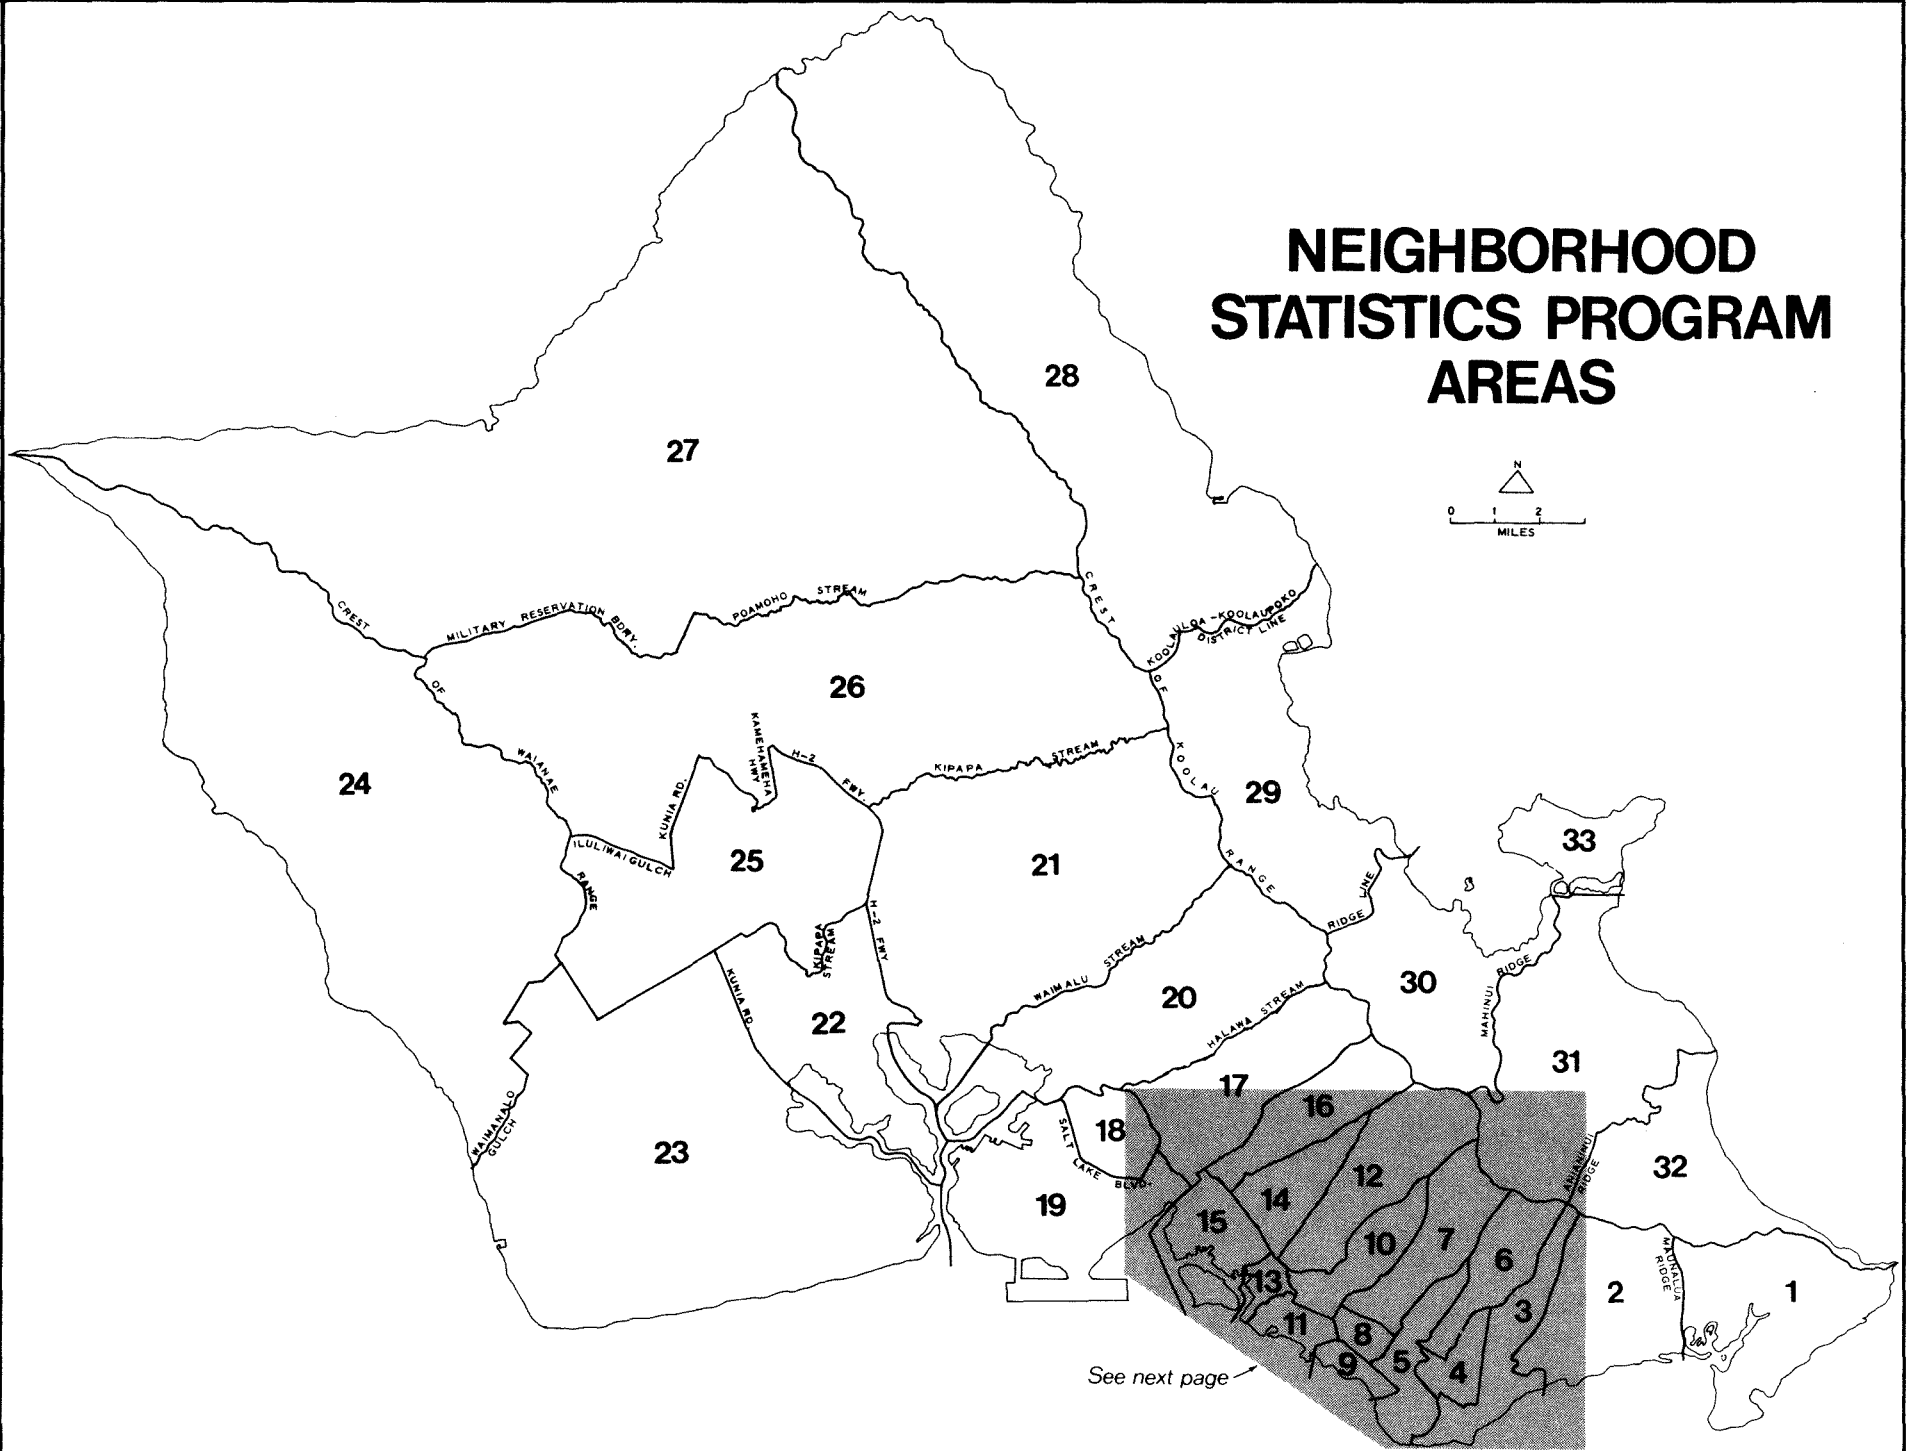 NEIGHBORHOOD
STATISTICS PROGRAM
AREAS
N
0 1 2
MILES
28
27
CREST
MILITARY RESERVATION BDRY.
POAMOHO STREAM
CREST
KOOLAULOA-KOOLAUPOKO
DISTRICT LINE
OF
OF
26
KAMEHAMEHA
HWY
H-2 FWY.
KIPAPA STREAM
KOOLAU
WAIANAE
24
KUNIA RD.
29
33
ILULIWAI GULCH
25
21
RANGE
RANGE
RIDGE LINE
H-2 FWY
KIPAPA
STREAM
WAIMALU STREAM
RIDGE
MAHINUI
30
20
KUNIA RD.
22
HALAWA STREAM
31
17
16
WAIMANALO
GULCH
23
18
SALT LAKE BLVD.
12
ANIANINUI
RIDGE
32
19
14
15
10
7
6
MAUNALUA
RIDGE
13
2
1
3
11
8
9
5
4
See next page